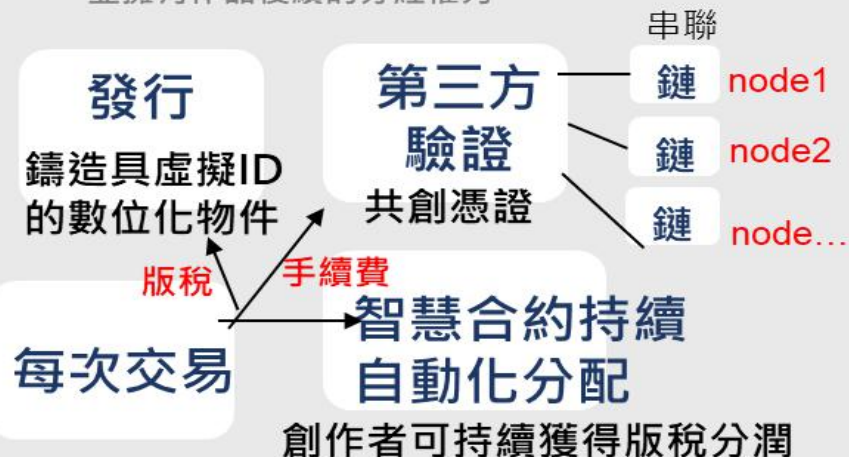 串聯
發行
鑄造具虛擬ID
的數位化物件
第三方
驗證
共創憑證
鏈 node1
鏈 node2
鏈 node…
版稅
手續費
每次交易
智慧合約持續
自動化分配
創作者可持續獲得版稅分潤